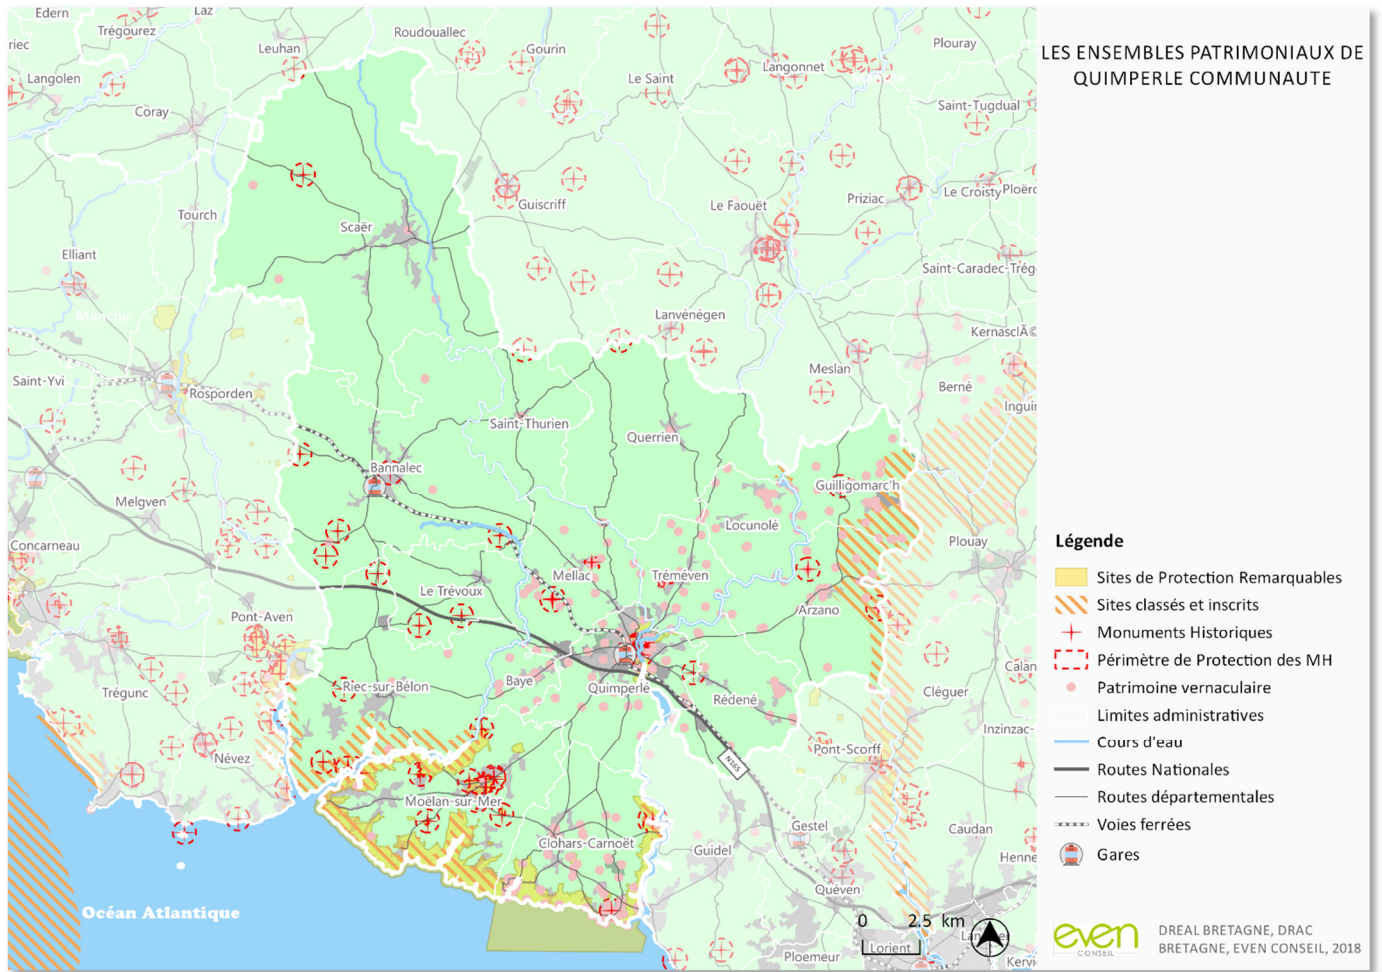 LES ENSEMBLES PATRIMONIAUX DE
QUIMPERLE COMMUNAUTE
Edern
Laz
Trégourez
Leuhan
Roudouallec
Gourin
Plouray
riec
Langolen
Le Saint
Langonnet
Saint-Tugdual
Coray
Guiscriff
Le Faouët
Priziac
Le Croisty
Tourch
Scaër
Elliant
Saint-Caradec-Trég
Manche
Lanvénégen
KernasclÃ©
Saint-Yvi
Rosporden
Meslan
Berné
Ingui
Saint-Thurien
Querrien
Bannalec
Guilligomarc'h
Melgven
Locunolé
Concarneau
Plouay
Mellac
Tréméven
Le Trévoux
Arzano
Pont-Aven
Calan
Trégunc
Riec-sur-Bélon
Baye
Quimperlé
Rédené
Cléguer
Inzinzac-
Névez
N165
Pont-Scorff
Moëlan-sur-Mer
Clohars-Carnoët
Guidel
Gestel
Caudan
Henne
Quéven
Océan Atlantique
0 2.5 km
Lorient
Ploemeur
Kervi
Légende
Sites de Protection Remarquables
Sites classés et inscrits
Monuments Historiques
Périmètre de Protection des MH
Patrimoine vernaculaire
Limites administratives
Cours d'eau
Routes Nationales
Routes départementales
Voies ferrées
Gares
even
CONSEIL
DREAL BRETAGNE, DRAC
BRETAGNE, EVEN CONSEIL, 2018